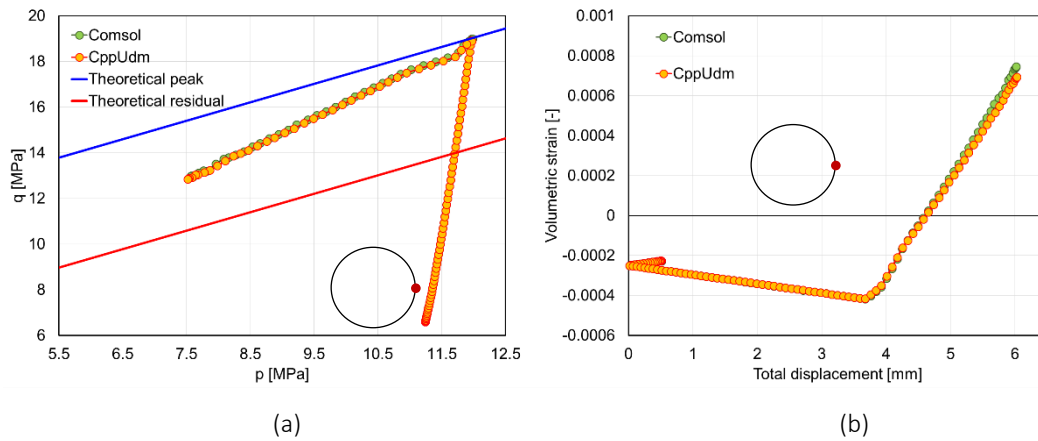 (a)
20
18
16
14
12
10
8
6
q [MPa]
Comsol
CppUdm
Theoretical peak
Theoretical residual
5.5 6.5 7.5 8.5 9.5 10.5 11.5 12.5
p [MPa]
(a)
(b)
0.001
0.0008
0.0006
0.0004
0.0002
0
-0.0002
-0.0004
-0.0006
Volumetric strain [-]
Comsol
CppUdm
0 1 2 3 4 5 6
Total displacement [mm]
(b)